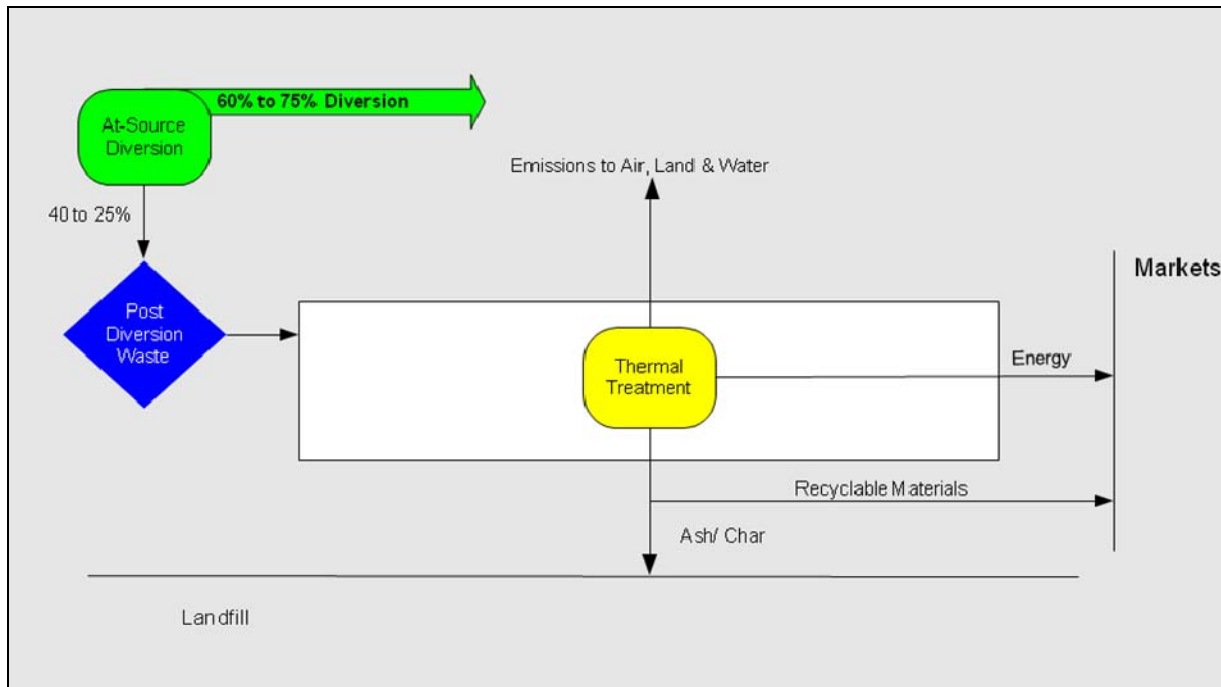 60% to 75% Diversion
At-Source
Diversion
Emissions to Air, Land & Water
40 to 25%
Markets
Post
Diversion
Waste
Thermal
Treatment
Energy
Recyclable Materials
Ash/ Char
Landfill